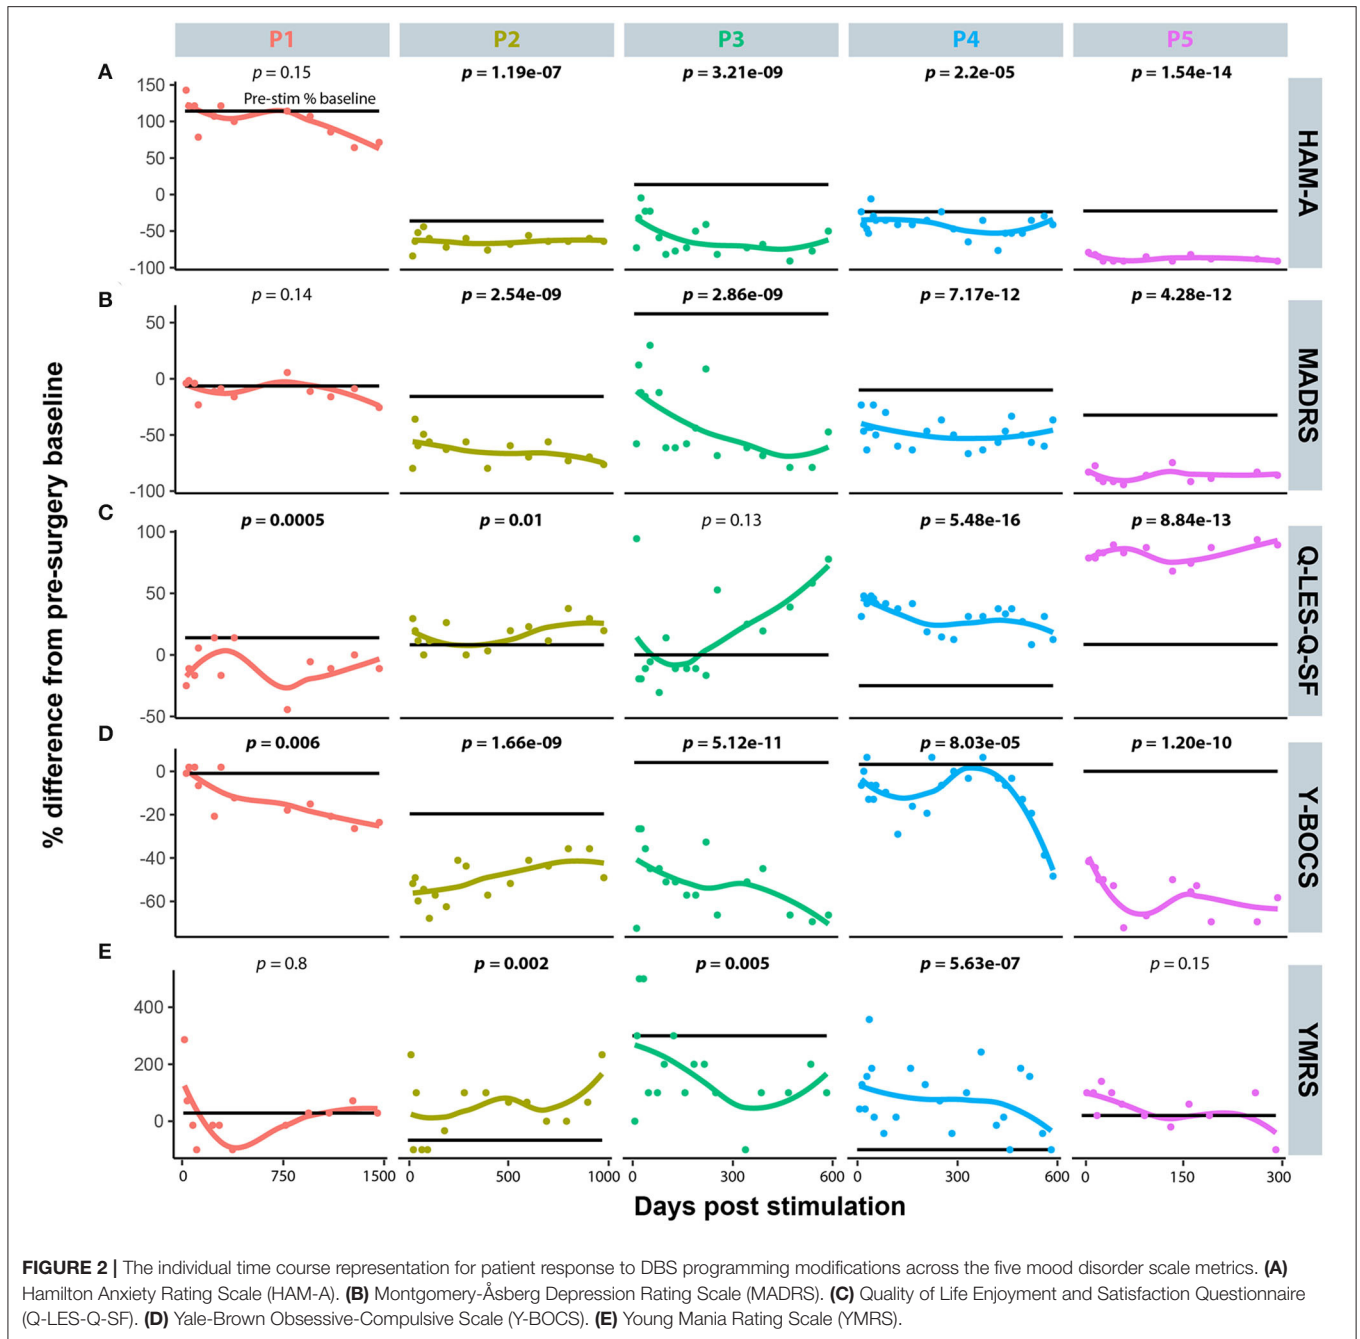 P1 P2 P3 P4 P5
A
p = 0.15 p = 1.19e-07 p = 3.21e-09 p = 2.2e-05 p = 1.54e-14
Pre-stim % baseline
150
100
50
0
-50
-100
HAM-A
B
p = 0.14 p = 2.54e-09 p = 2.86e-09 p = 7.17e-12 p = 4.28e-12
50
0
-50
-100
MADRS
C
p = 0.0005 p = 0.01 p = 0.13 p = 5.48e-16 p = 8.84e-13
100
50
0
-50
Q-LES-Q-SF
D
p = 0.006 p = 1.66e-09 p = 5.12e-11 p = 8.03e-05 p = 1.20e-10
0
-20
-40
-60
Y-BOCS
E
p = 0.8 p = 0.002 p = 0.005 p = 5.63e-07 p = 0.15
400
200
0
YMRS
0 750 1500 0 500 1000 0 300 600 0 300 600 0 150 300
% difference from pre-surgery baseline
Days post stimulation
FIGURE 2 | The individual time course representation for patient response to DBS programming modifications across the five mood disorder scale metrics. (A)
Hamilton Anxiety Rating Scale (HAM-A). (B) Montgomery-Åsberg Depression Rating Scale (MADRS). (C) Quality of Life Enjoyment and Satisfaction Questionnaire
(Q-LES-Q-SF). (D) Yale-Brown Obsessive-Compulsive Scale (Y-BOCS). (E) Young Mania Rating Scale (YMRS).